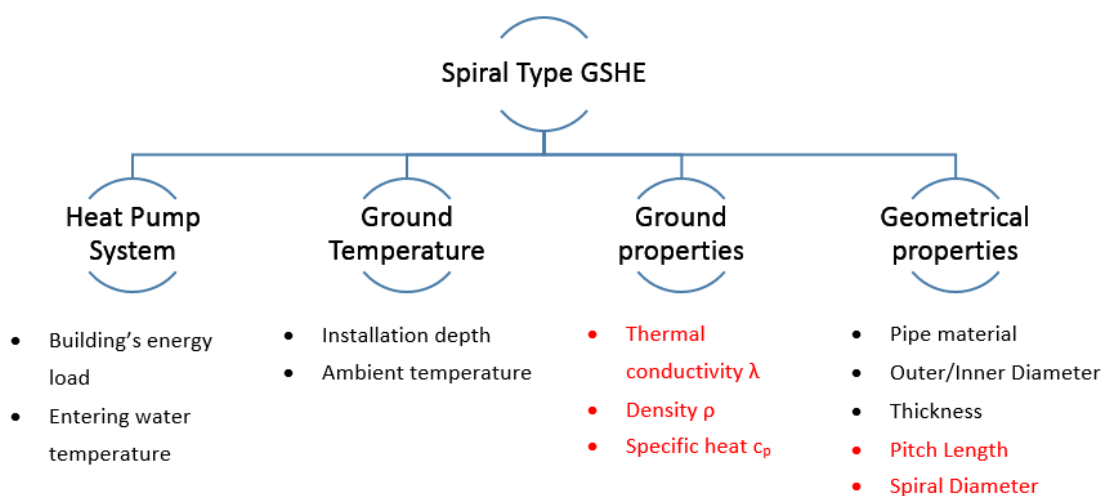 Spiral Type GSHE
Heat Pump
System
Ground
Temperature
Ground
properties
Geometrical
properties
• Building’s energy
load
• Entering water
temperature
• Installation depth
• Ambient temperature
• Thermal
conductivity λ
• Density ρ
• Specific heat cₚ
• Pipe material
• Outer/Inner Diameter
• Thickness
• Pitch Length
• Spiral Diameter